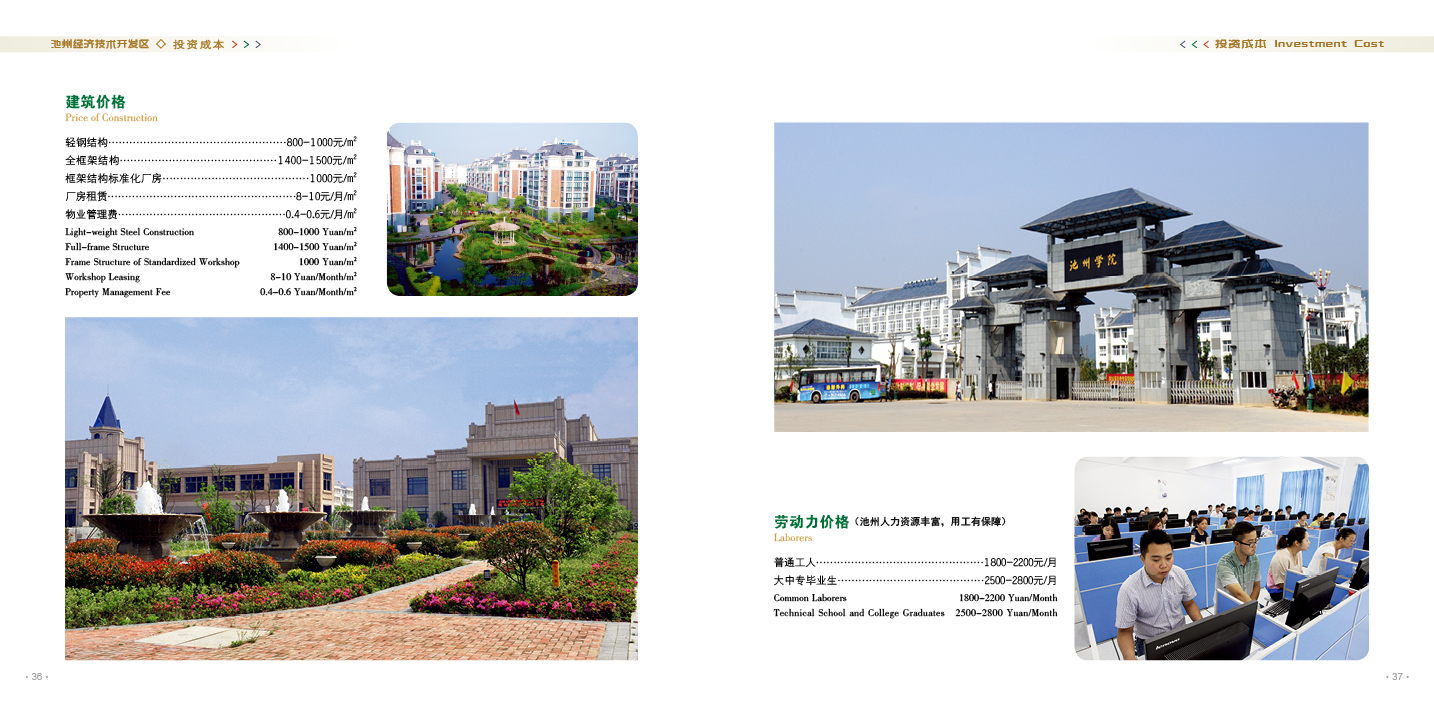 池州经济技术开发区 ◇ 投资成本 > > >
建筑价格
Price of Construction
轻钢结构……………………………………………800-1000元/m²
全框架结构………………………………………1400-1500元/m²
框架结构标准化厂房……………………………………1000元/m²
厂房租赁………………………………………………8-10元/月/m²
物业管理费…………………………………………0.4-0.6元/月/m²
Light-weight Steel Construction 800-1000 Yuan/m²
Full-frame Structure 1400-1500 Yuan/m²
Frame Structure of Standardized Workshop 1000 Yuan/m²
Workshop Leasing 8-10 Yuan/Month/m²
Property Management Fee 0.4-0.6 Yuan/Month/m²
· 36 ·
< < < 投资成本 Investment Cost
池州学院
劳动力价格（池州人力资源丰富，用工有保障）
Laborers
普通工人…………………………………………1800-2200元/月
大中专毕业生……………………………………2500-2800元/月
Common Laborers 1800-2200 Yuan/Month
Technical School and College Graduates 2500-2800 Yuan/Month
lenovo
· 37 ·